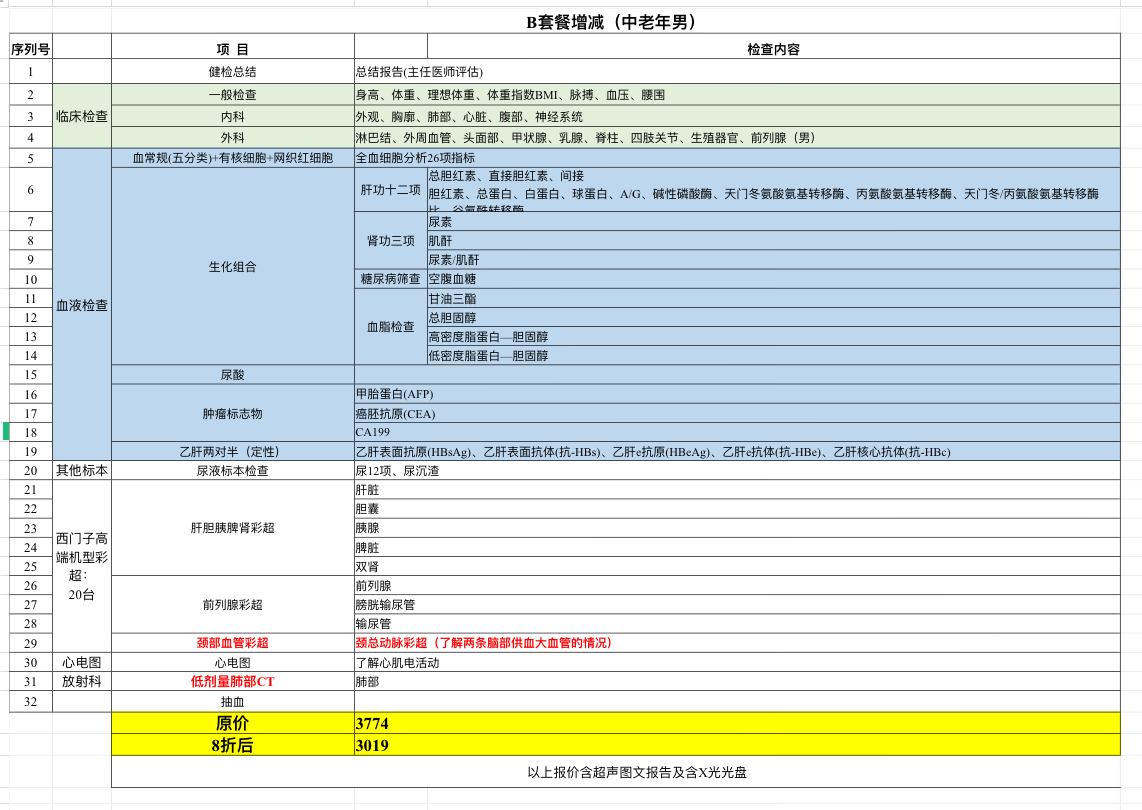 B套餐增减（中老年男）
序列号 项 目 检查内容
1 健检总结 总结报告(主任医师评估)
2 一般检查 身高、体重、理想体重、体重指数BMI、脉搏、血压、腰围
临床检查
3 内科 外观、胸廓、肺部、心脏、腹部、神经系统
4 外科 淋巴结、外周血管、头面部、甲状腺、乳腺、脊柱、四肢关节、生殖器官、前列腺（男）
5 血常规(五分类)+有核细胞+网织红细胞 全血细胞分析26项指标
血液检查
生化组合
6 肝功十二项 总胆红素、直接胆红素、间接
胆红素、总蛋白、白蛋白、球蛋白、A/G、碱性磷酸酶、天门冬氨酸氨基转移酶、丙氨酸氨基转移酶、天门冬/丙氨酸氨基转移酶
肾功三项
7 尿素
8 肌酐
9 尿素/肌酐
10 糖尿病筛查 空腹血糖
血脂检查
11 甘油三酯
12 总胆固醇
13 高密度脂蛋白—胆固醇
14 低密度脂蛋白—胆固醇
15 尿酸
肿瘤标志物
16 甲胎蛋白(AFP)
17 癌胚抗原(CEA)
18 CA199
19 乙肝两对半（定性） 乙肝表面抗原(HBsAg)、乙肝表面抗体(抗-HBs)、乙肝e抗原(HBeAg)、乙肝e抗体(抗-HBe)、乙肝核心抗体(抗-HBc)
20 其他标本 尿液标本检查 尿12项、尿沉渣
西门子高
端机型彩
超：
20台
肝胆胰脾肾彩超
21 肝脏
22 胆囊
23 胰腺
24 脾脏
25 双肾
前列腺彩超
26 前列腺
27 膀胱输尿管
28 输尿管
29 颈部血管彩超 颈总动脉彩超（了解两条脑部供血大血管的情况）
30 心电图 心电图 了解心肌电活动
31 放射科 低剂量肺部CT 肺部
32 抽血
原价 3774
8折后 3019
以上报价含超声图文报告及含X光光盘